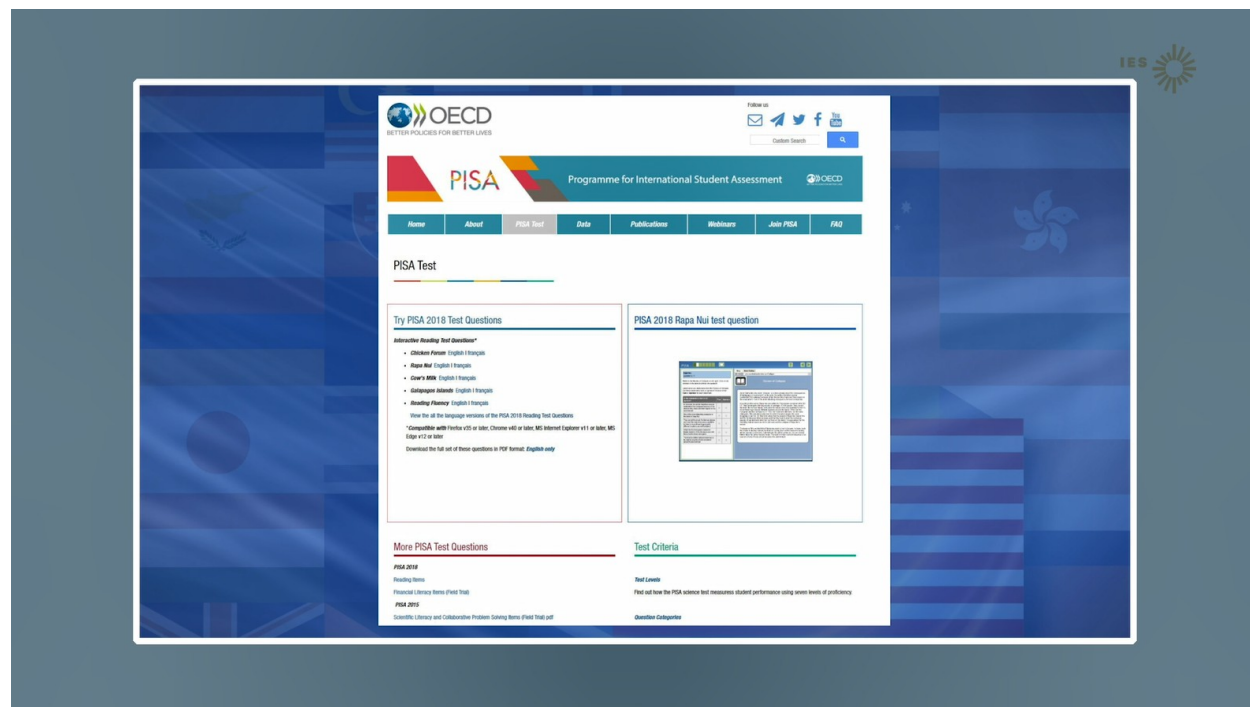 IES
OECD
BETTER POLICIES FOR BETTER LIVES
Follow us
You
Tube
Custom Search
PISA
Programme for International Student Assessment
OECD
Home
About
PISA Test
Data
Publications
Webinars
Join PISA
FAQ
PISA Test
Try PISA 2018 Test Questions
Interactive Reading Test Questions*
• Chicken Forum English I français
• Rapa Nui English I français
• Cow's Milk English I français
• Galapagos Islands English I français
• Reading Fluency English I français
View the all the language versions of the PISA 2018 Reading Test Questions
*Compatible with Firefox v35 or later, Chrome v40 or later, MS Internet Explorer v11 or later, MS
Edge v12 or later
Download the full set of these questions in PDF format: English only
PISA 2018 Rapa Nui test question
More PISA Test Questions
PISA 2018
Reading Items
Financial Literacy Items (Field Trial)
PISA 2015
Scientific Literacy and Collaborative Problem Solving Items (Field Trial) pdf
Test Criteria
Test Levels
Find out how the PISA science test measures student performance using seven levels of proficiency.
Question Categories